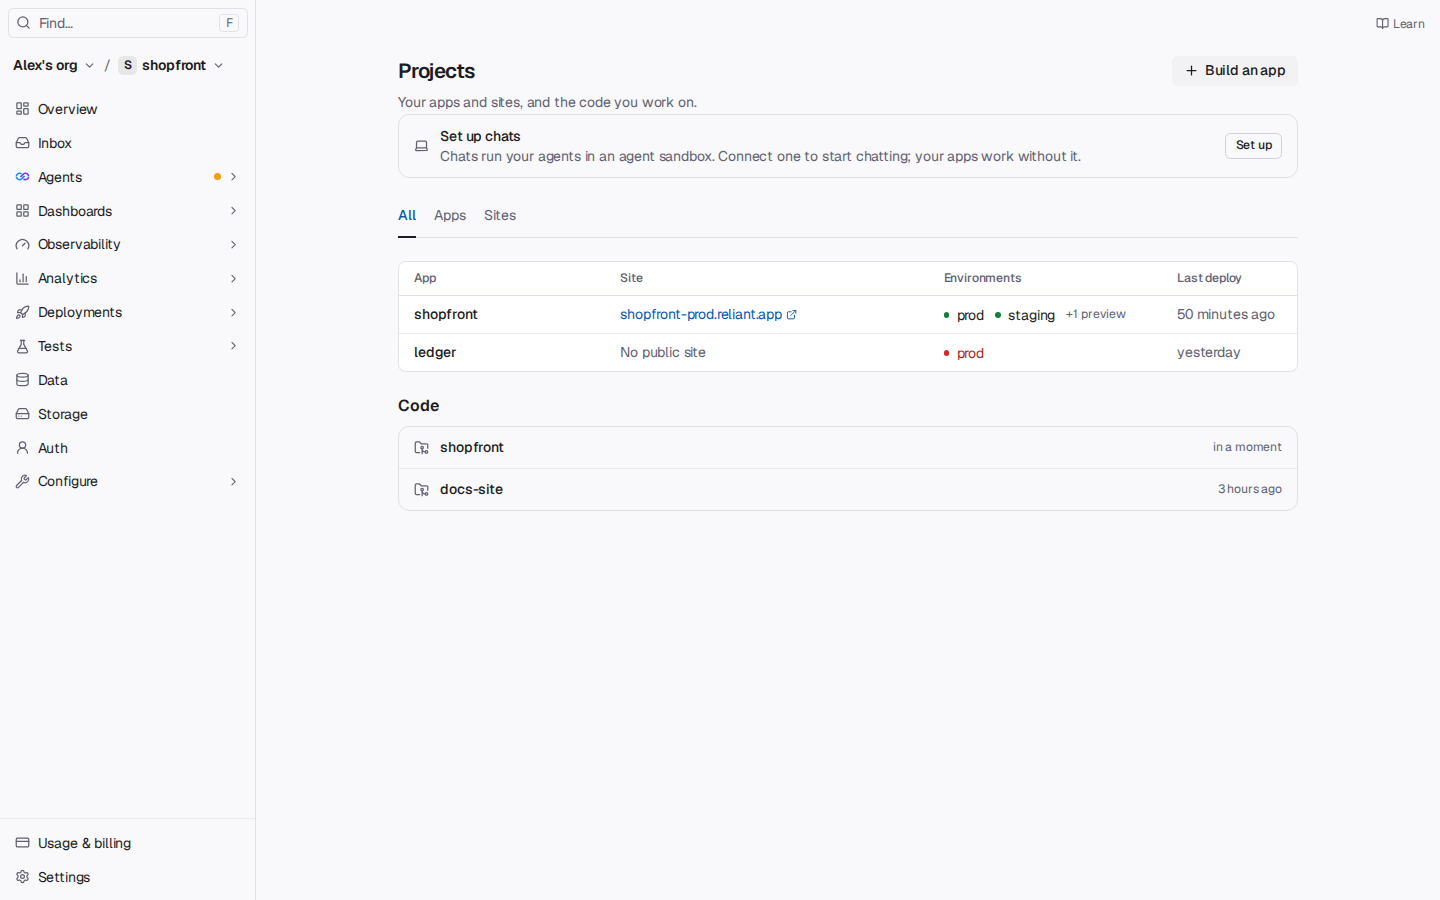 Find...
F
Learn
Alex's org / S shopfront
Overview
Inbox
Agents
Dashboards
Observability
Analytics
Deployments
Tests
Data
Storage
Auth
Configure
Usage & billing
Settings
Projects
Build an app
Your apps and sites, and the code you work on.
Set up chats
Chats run your agents in an agent sandbox. Connect one to start chatting; your apps work without it.
Set up
All Apps Sites
App Site Environments Last deploy
shopfront shopfront-prod.reliant.app prod staging +1 preview 50 minutes ago
ledger No public site prod yesterday
Code
shopfront in a moment
docs-site 3 hours ago